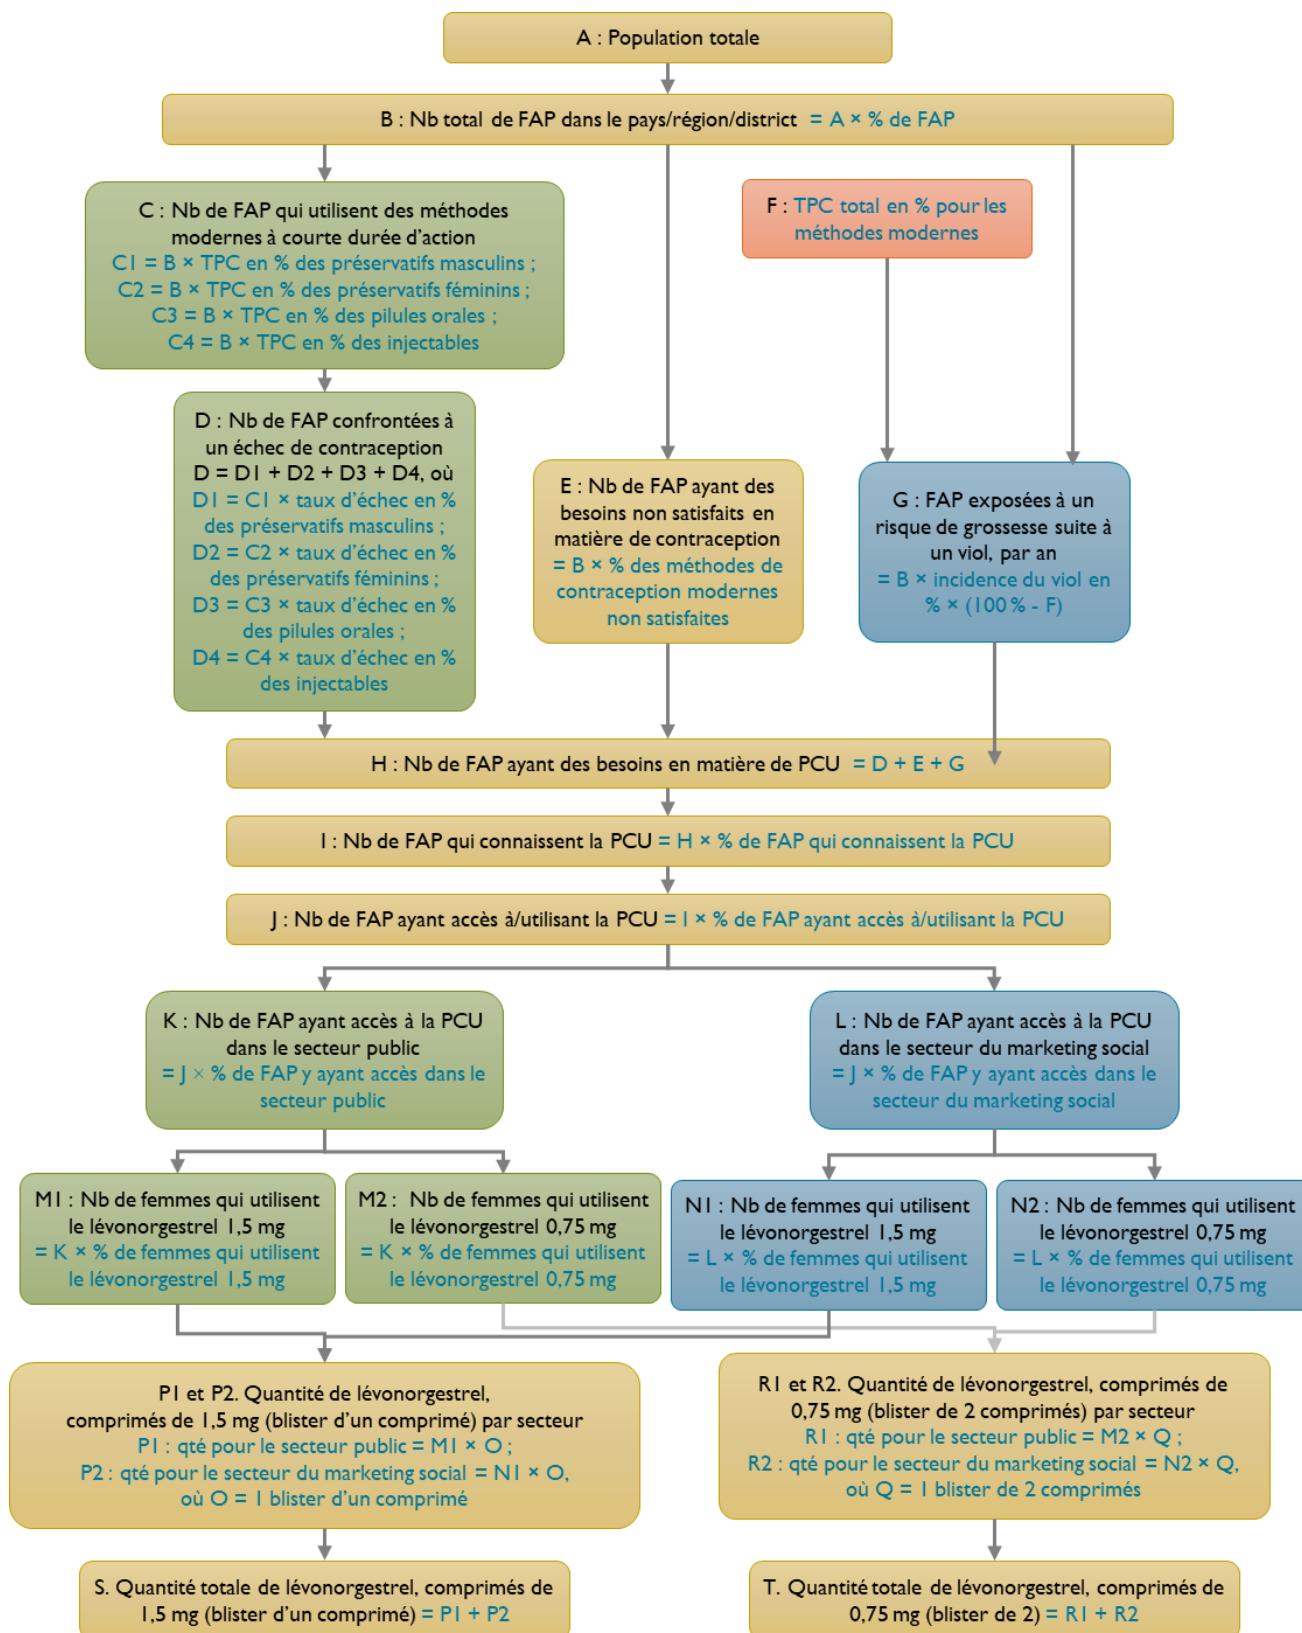 A : Population totale
B : Nb total de FAP dans le pays/région/district = A × % de FAP
C : Nb de FAP qui utilisent des méthodes
modernes à courte durée d'action
C1 = B × TPC en % des préservatifs masculins ;
C2 = B × TPC en % des préservatifs féminins ;
C3 = B × TPC en % des pilules orales ;
C4 = B × TPC en % des injectables
F : TPC total en % pour les
méthodes modernes
D : Nb de FAP confrontées à
un échec de contraception
D = D1 + D2 + D3 + D4, où
D1 = C1 × taux d'échec en %
des préservatifs masculins ;
D2 = C2 × taux d'échec en %
des préservatifs féminins ;
D3 = C3 × taux d'échec en %
des pilules orales ;
D4 = C4 × taux d'échec en %
des injectables
E : Nb de FAP ayant des
besoins non satisfaits en
matière de contraception
= B × % des méthodes de
contraception modernes
non satisfaites
G : FAP exposées à un
risque de grossesse suite à
un viol, par an
= B × incidence du viol en
% × (100 % - F)
H : Nb de FAP ayant des besoins en matière de PCU = D + E + G
I : Nb de FAP qui connaissent la PCU = H × % de FAP qui connaissent la PCU
J : Nb de FAP ayant accès à/utilisant la PCU = I × % de FAP ayant accès à/utilisant la PCU
K : Nb de FAP ayant accès à la PCU
dans le secteur public
= J × % de FAP y ayant accès dans le
secteur public
L : Nb de FAP ayant accès à la PCU
dans le secteur du marketing social
= J × % de FAP y ayant accès dans le
secteur du marketing social
M1 : Nb de femmes qui utilisent
le lévonorgestrel 1,5 mg
= K × % de femmes qui utilisent
le lévonorgestrel 1,5 mg
M2 : Nb de femmes qui utilisent
le lévonorgestrel 0,75 mg
= K × % de femmes qui utilisent
le lévonorgestrel 0,75 mg
N1 : Nb de femmes qui utilisent
le lévonorgestrel 1,5 mg
= L × % de femmes qui utilisent
le lévonorgestrel 1,5 mg
N2 : Nb de femmes qui utilisent
le lévonorgestrel 0,75 mg
= L × % de femmes qui utilisent
le lévonorgestrel 0,75 mg
P1 et P2. Quantité de lévonorgestrel,
comprimés de 1,5 mg (blister d'un comprimé) par secteur
P1 : qté pour le secteur public = M1 × O ;
P2 : qté pour le secteur du marketing social = N1 × O,
où O = 1 blister d'un comprimé
R1 et R2. Quantité de lévonorgestrel, comprimés de
0,75 mg (blister de 2 comprimés) par secteur
R1 : qté pour le secteur public = M2 × Q ;
R2 : qté pour le secteur du marketing social = N2 × Q,
où Q = 1 blister de 2 comprimés
S. Quantité totale de lévonorgestrel, comprimés de
1,5 mg (blister d'un comprimé) = P1 + P2
T. Quantité totale de lévonorgestrel, comprimés de
0,75 mg (blister de 2) = R1 + R2